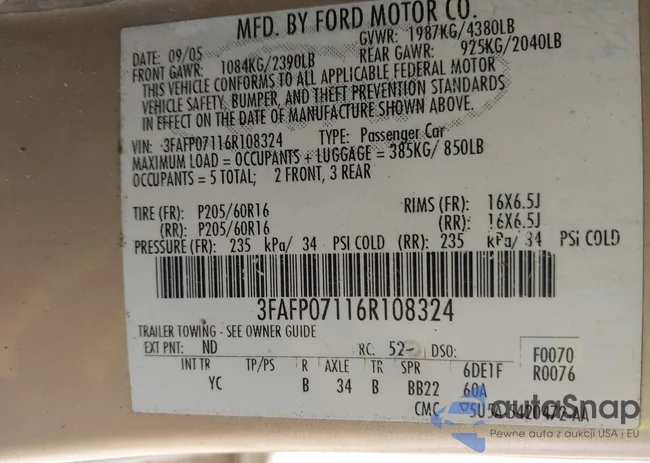 MFD. BY FORD MOTOR CO.
DATE: 09/05 GVWR: 1987KG/4380LB
FRONT GAWR: 1084KG/2390LB REAR GAWR: 925KG/2040LB
THIS VEHICLE CONFORMS TO ALL APPLICABLE FEDERAL MOTOR
VEHICLE SAFETY, BUMPER, AND THEFT PREVENTION STANDARDS
IN EFFECT ON THE DATE OF MANUFACTURE SHOWN ABOVE.
VIN: 3FAFP07116R108324 TYPE: Passenger Car
MAXIMUM LOAD = OCCUPANTS + LUGGAGE = 385KG/ 850LB
OCCUPANTS = 5 TOTAL; 2 FRONT, 3 REAR
TIRE (FR): P205/60R16 RIMS (FR): 16X6.5J
(RR): P205/60R16 (RR): 16X6.5J
PRESSURE (FR): 235 kPa/ 34 PSI COLD (RR): 235 kPa/ 34 PSI COLD
3FAFP07116R108324
TRAILER TOWING - SEE OWNER GUIDE
EXT PNT: ND RC: 52- DSO: F0070
INT TR TP/PS R AXLE TR SPR 6DE1F R0076
YC B 34 B BB22 60A
CMC ▽5U5A 5420472 AA
autoSnap
Pewne auta z aukcji USA i EU